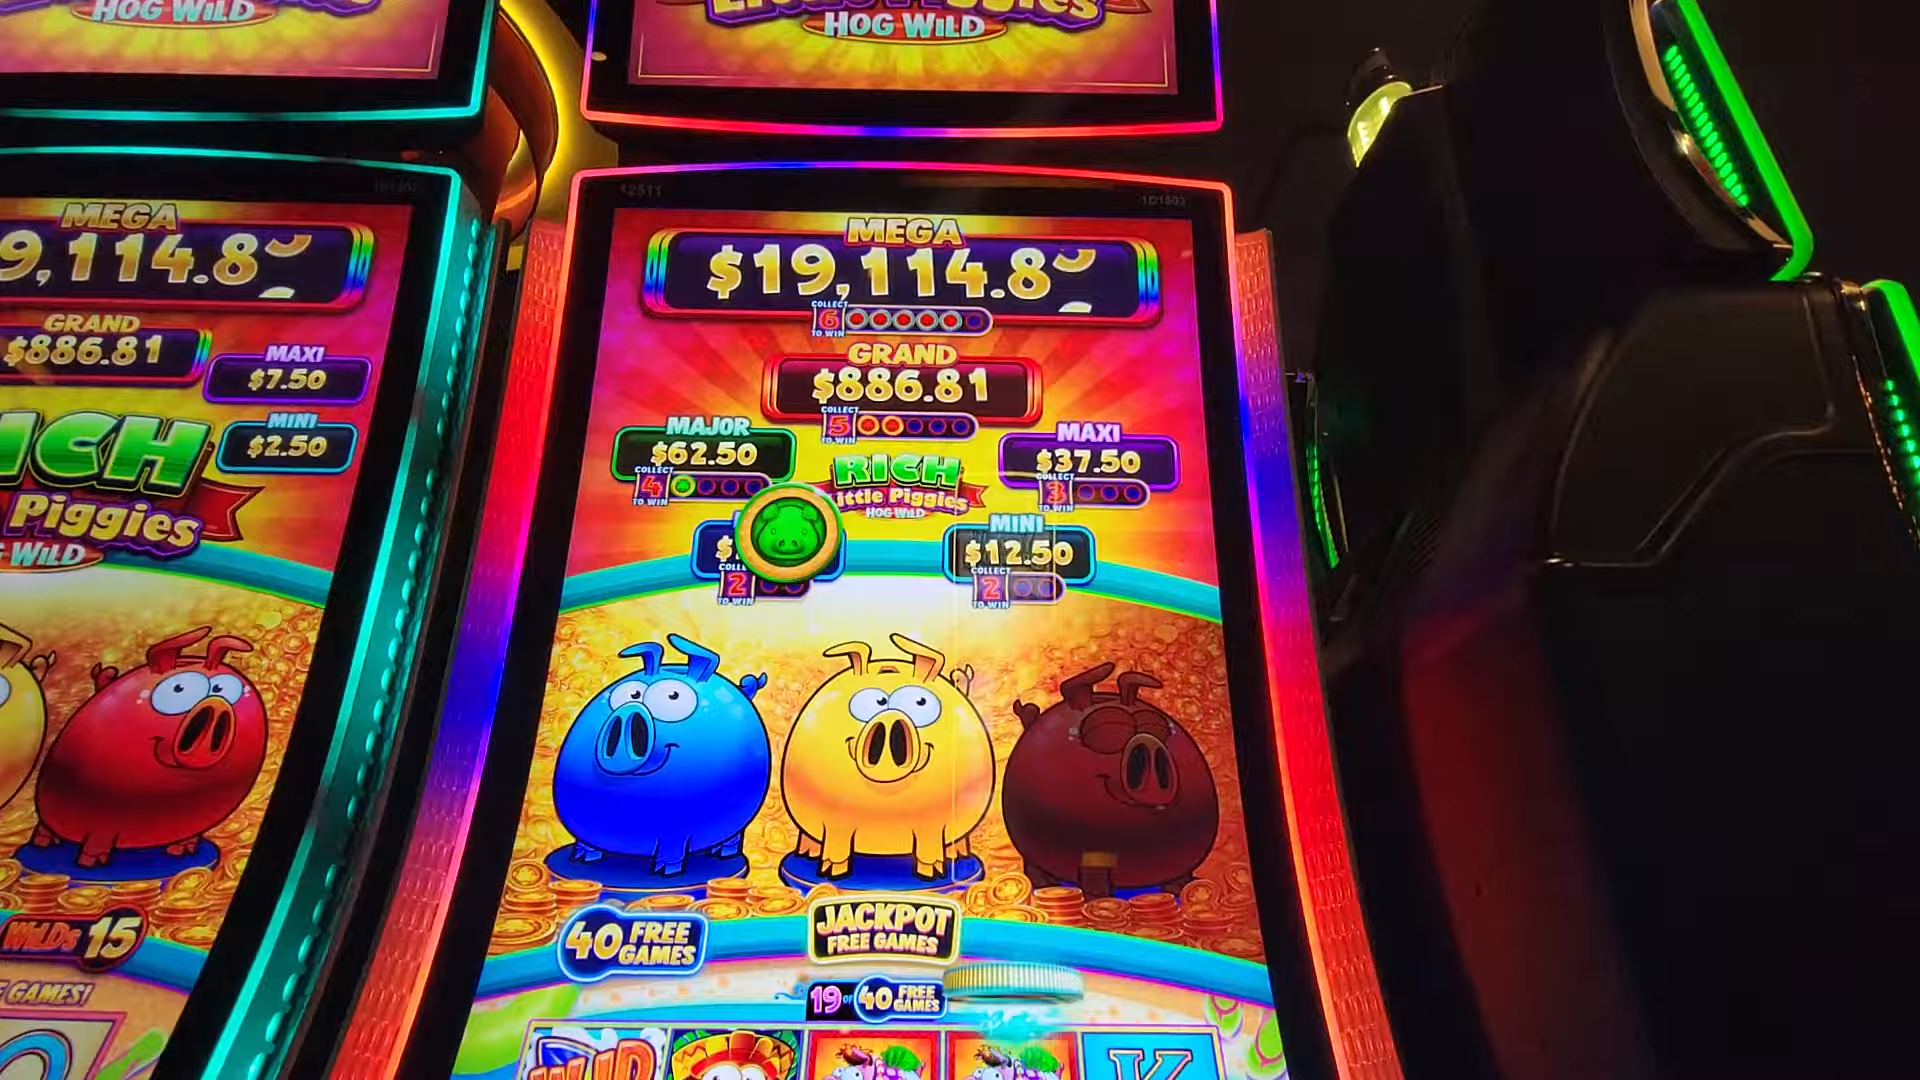 HOG WILD
Little Piggies
HOG WILD
MEGA
9,114.8
GRAND
$886.81
MAXI
$7.50
MINI
$2.50
RICH
Piggies
WILD
WILDS 15
GAMES!
12511
MEGA
$19,114.8
COLLECT
6
TO WIN
GRAND
$886.81
COLLECT
5
TO WIN
MAJOR
$62.50
COLLECT
4
TO WIN
MAXI
$37.50
COLLECT
3
TO WIN
RICH
Little Piggies
HOG WILD
$
2
TO WIN
MINI
$12.50
COLLECT
2
TO WIN
40 FREE
GAMES
JACKPOT
FREE GAMES
19 OF 40 FREE
GAMES
WILD
K